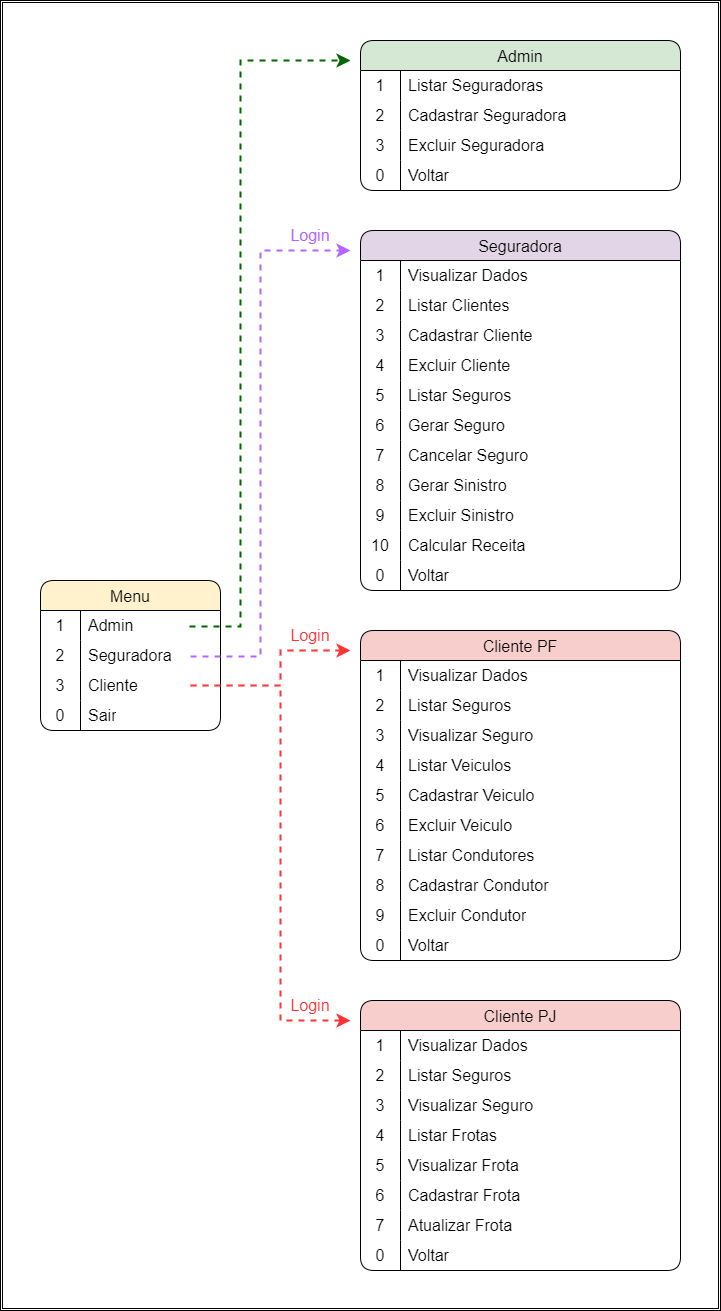 Admin
1 Listar Seguradoras
2 Cadastrar Seguradora
3 Excluir Seguradora
0 Voltar
Login
Seguradora
1 Visualizar Dados
2 Listar Clientes
3 Cadastrar Cliente
4 Excluir Cliente
5 Listar Seguros
6 Gerar Seguro
7 Cancelar Seguro
8 Gerar Sinistro
9 Excluir Sinistro
10 Calcular Receita
0 Voltar
Menu
1 Admin
2 Seguradora
3 Cliente
0 Sair
Login
Cliente PF
1 Visualizar Dados
2 Listar Seguros
3 Visualizar Seguro
4 Listar Veiculos
5 Cadastrar Veiculo
6 Excluir Veiculo
7 Listar Condutores
8 Cadastrar Condutor
9 Excluir Condutor
0 Voltar
Login
Cliente PJ
1 Visualizar Dados
2 Listar Seguros
3 Visualizar Seguro
4 Listar Frotas
5 Visualizar Frota
6 Cadastrar Frota
7 Atualizar Frota
0 Voltar